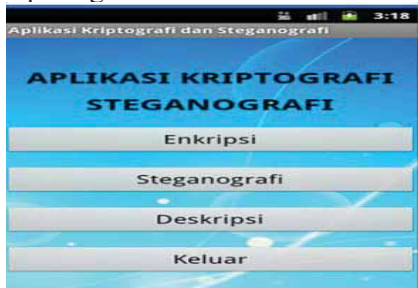 3:18
Aplikasi Kriptografi dan Steganografi
APLIKASI KRIPTOGRAFI
STEGANOGRAFI
Enkripsi
Steganografi
Deskripsi
Keluar